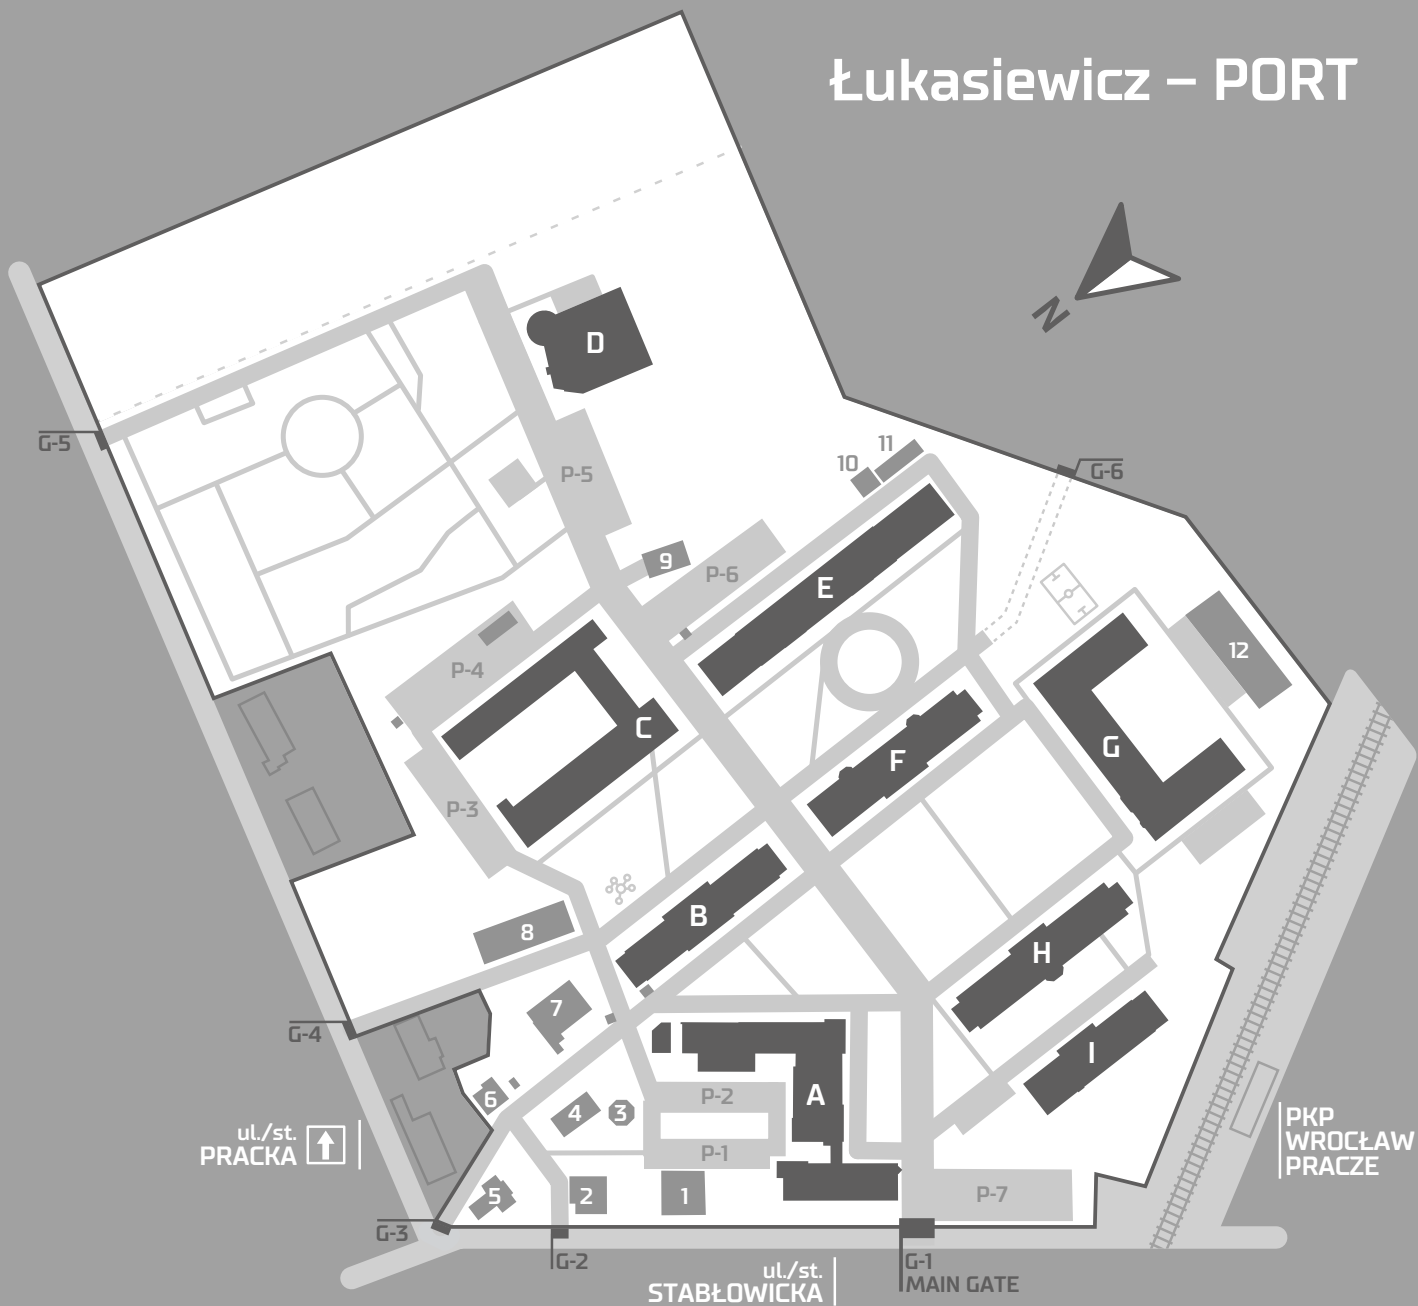 Łukasiewicz – PORT
N
D
G-5
11
10
G-6
P-5
9
P-6
E
12
P-4
C
G
F
P-3
B
8
H
7
G-4
I
A
P-2
6
4
3
PKP
WROCŁAW
PRACZE
ul./st.
PRACKA
P-1
5
2
1
P-7
G-3
G-2
G-1
MAIN GATE
ul./st.
STABŁOWICKA